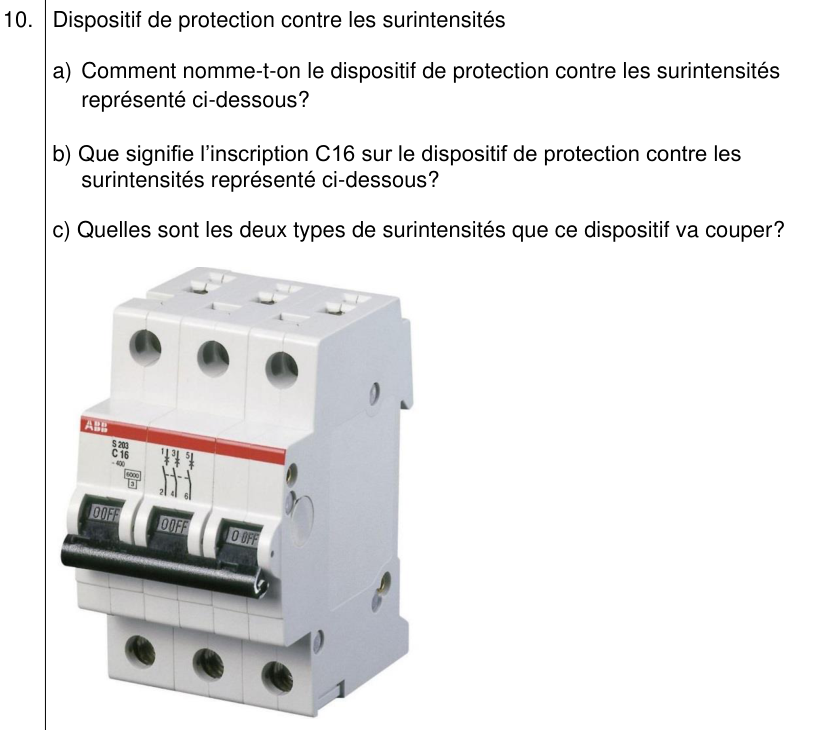 10. Dispositif de protection contre les surintensités
a) Comment nomme-t-on le dispositif de protection contre les surintensités
représenté ci-dessous?
b) Que signifie l'inscription C16 sur le dispositif de protection contre les
surintensités représenté ci-dessous?
c) Quelles sont les deux types de surintensités que ce dispositif va couper?
ABB
S 203
C 16
~ 400
6000
3
1 3 5
2 4 6
O OFF O OFF O OFF